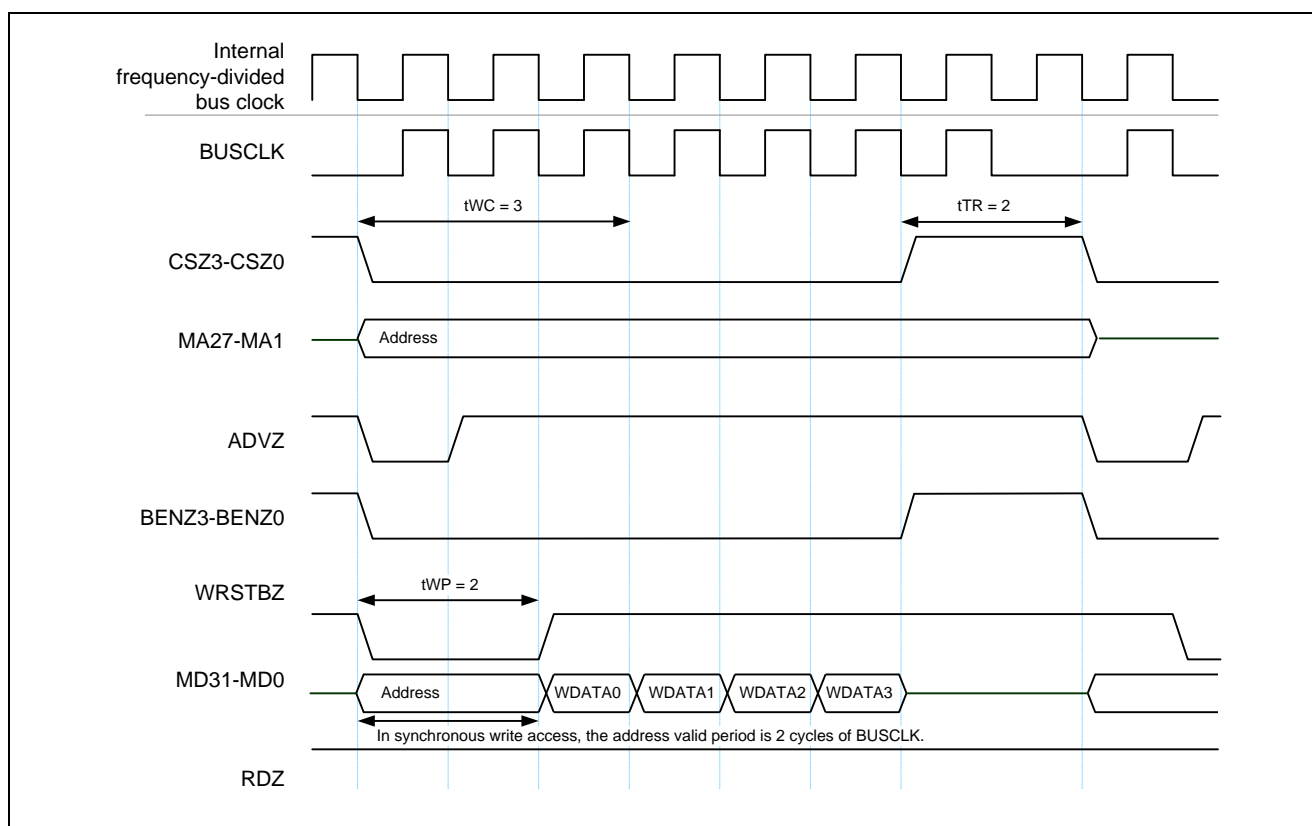 Internal
frequency-divided
bus clock
BUSCLK
tWC = 3
tTR = 2
CSZ3-CSZ0
MA27-MA1
Address
ADVZ
BENZ3-BENZ0
tWP = 2
WRSTBZ
MD31-MD0
Address
WDATA0
WDATA1
WDATA2
WDATA3
In synchronous write access, the address valid period is 2 cycles of BUSCLK.
RDZ